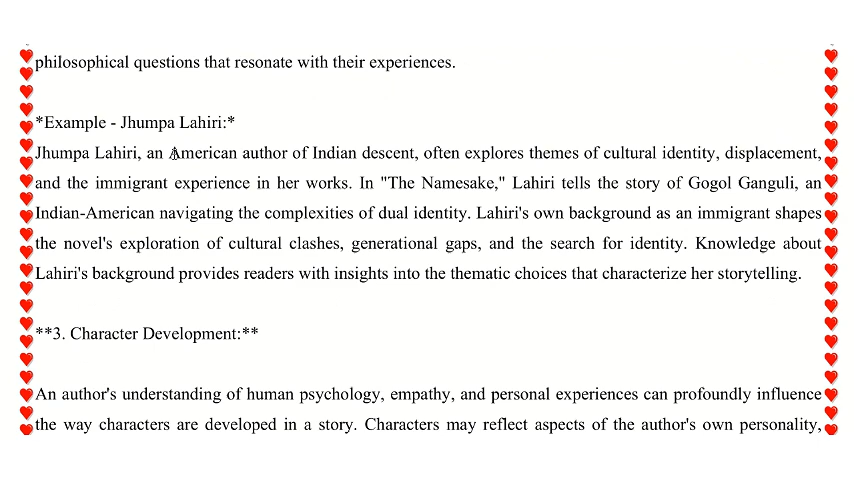 philosophical questions that resonate with their experiences.
*Example - Jhumpa Lahiri:*
Jhumpa Lahiri, an American author of Indian descent, often explores themes of cultural identity, displacement,
and the immigrant experience in her works. In "The Namesake," Lahiri tells the story of Gogol Ganguli, an
Indian-American navigating the complexities of dual identity. Lahiri's own background as an immigrant shapes
the novel's exploration of cultural clashes, generational gaps, and the search for identity. Knowledge about
Lahiri's background provides readers with insights into the thematic choices that characterize her storytelling.
**3. Character Development:**
An author's understanding of human psychology, empathy, and personal experiences can profoundly influence
the way characters are developed in a story. Characters may reflect aspects of the author's own personality,